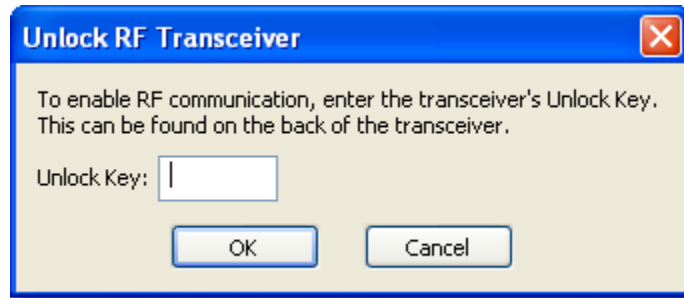 Unlock RF Transceiver
To enable RF communication, enter the transceiver's Unlock Key.
This can be found on the back of the transceiver.
Unlock Key:
OK Cancel